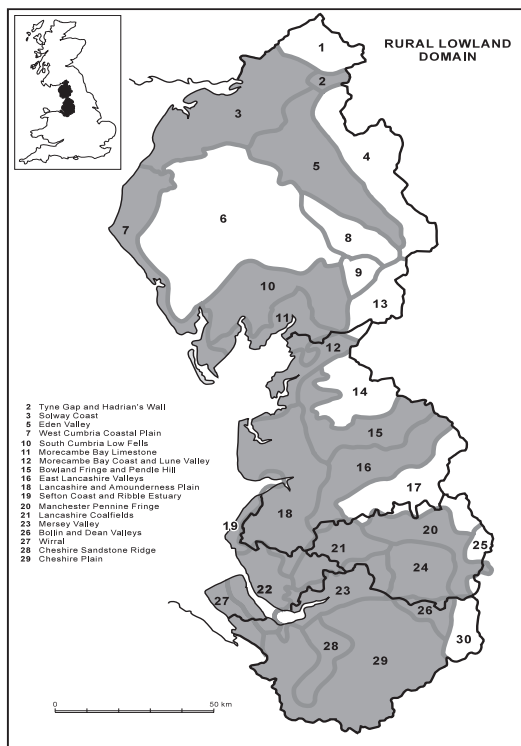 RURAL LOWLAND
DOMAIN
1
2
3
4
5
6
7
8
9
10
11
13
12
14
15
16
17
18
19
20
21
25
24
22
23
27
26
28
29
30
2 Tyne Gap and Hadrian's Wall
3 Solway Coast
5 Eden Valley
7 West Cumbria Coastal Plain
10 South Cumbria Low Fells
11 Morecambe Bay Limestone
12 Morecambe Bay Coast and Lune Valley
15 Bowland Fringe and Pendle Hill
16 East Lancashire Valleys
18 Lancashire and Amounderness Plain
19 Sefton Coast and Ribble Estuary
20 Manchester Pennine Fringe
21 Lancashire Coalfields
23 Mersey Valley
26 Bollin and Dean Valleys
27 Wirral
28 Cheshire Sandstone Ridge
29 Cheshire Plain
0 50 km